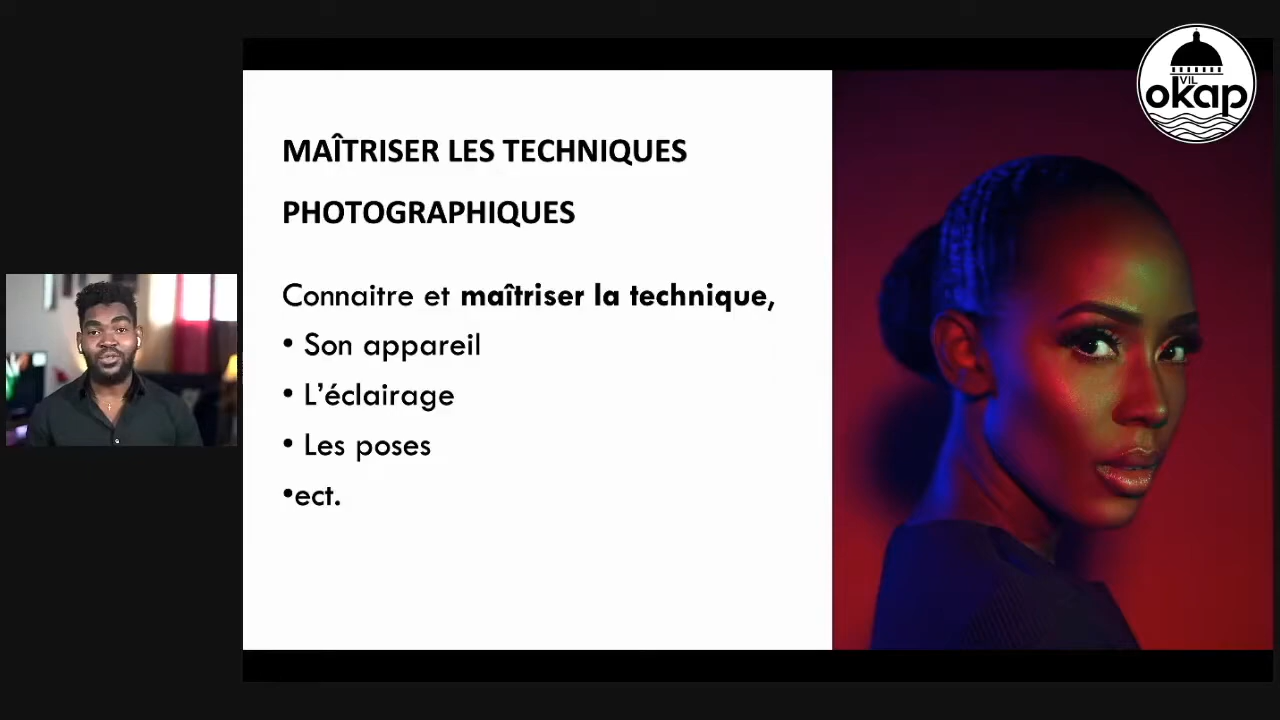 VIL
okap
MAÎTRISER LES TECHNIQUES
PHOTOGRAPHIQUES
Connaitre et maîtriser la technique,
• Son appareil
• L’éclairage
• Les poses
•ect.